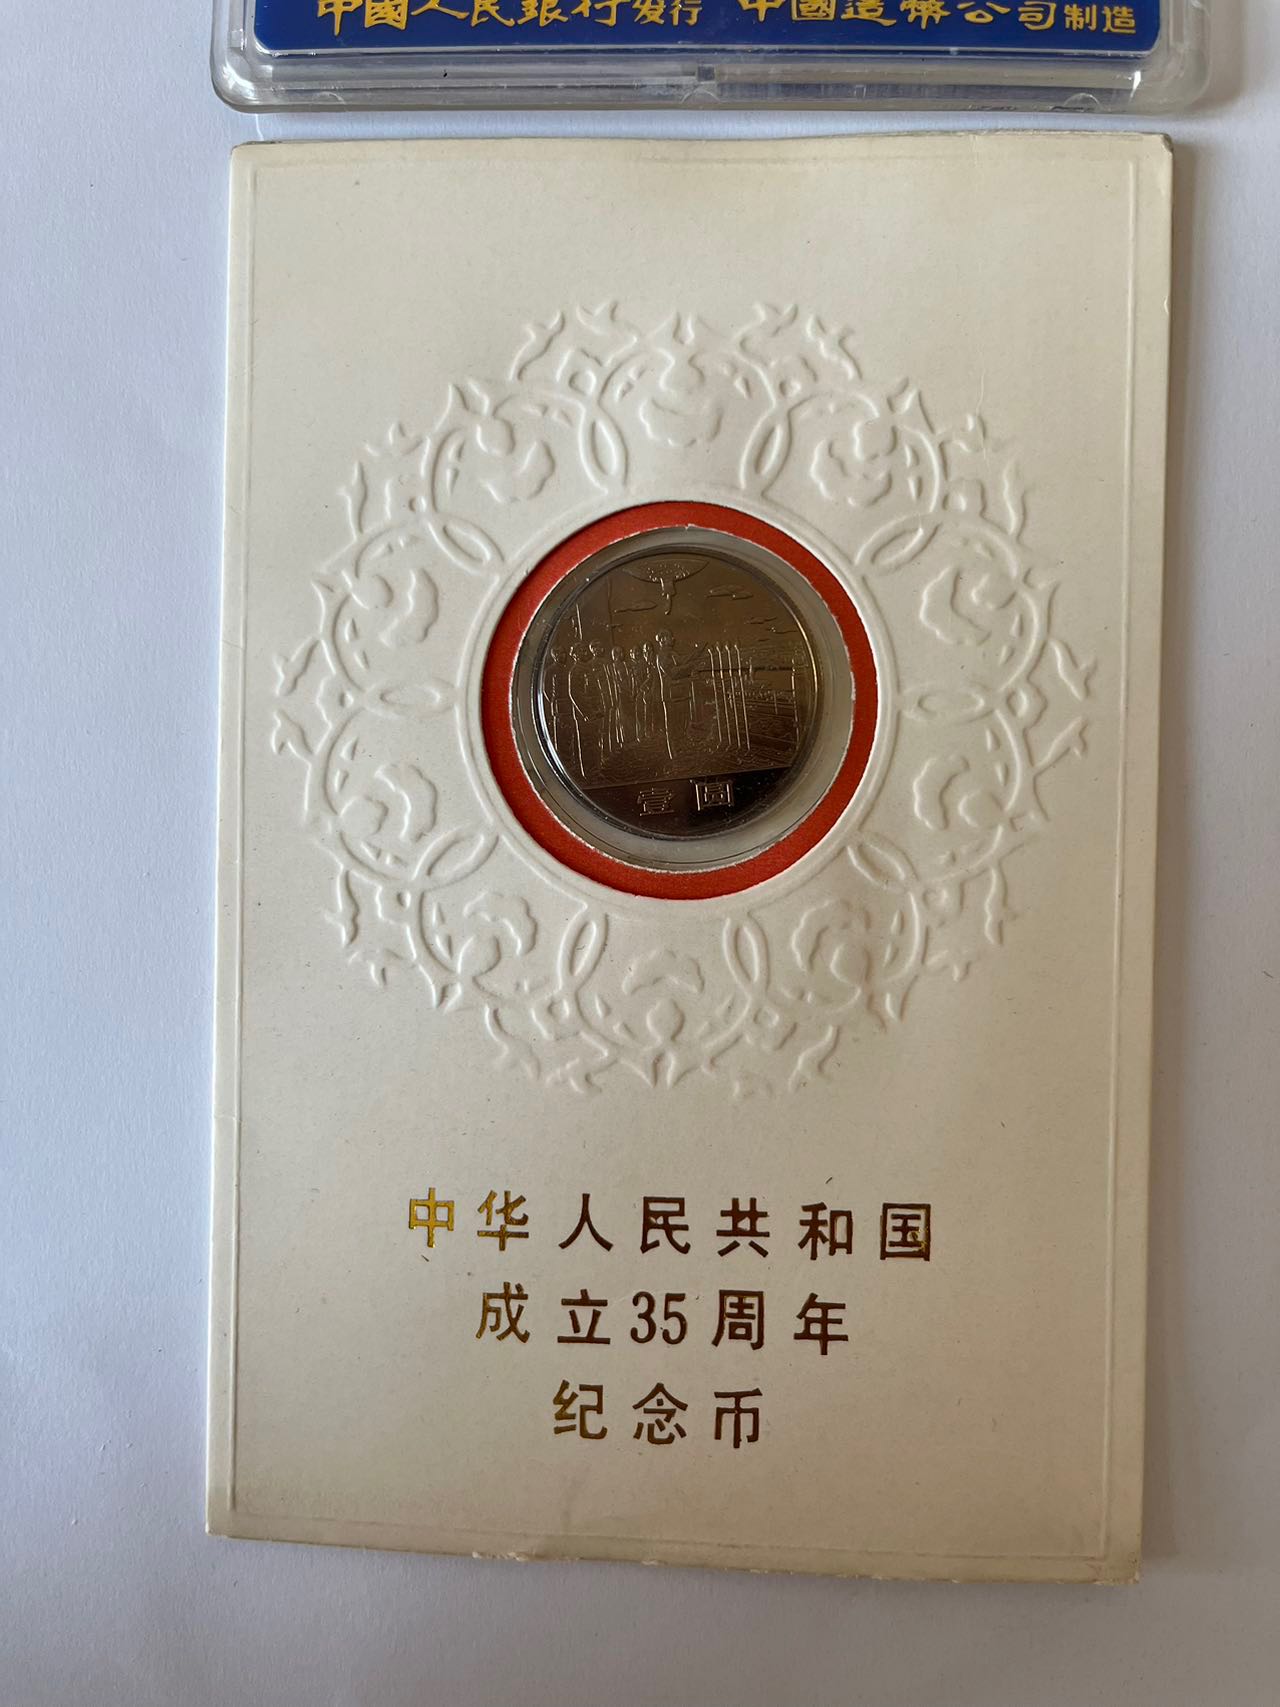 中國人民銀行发行 中國造幣公司制造
壹圆
中华人民共和国
成立35周年
纪念币